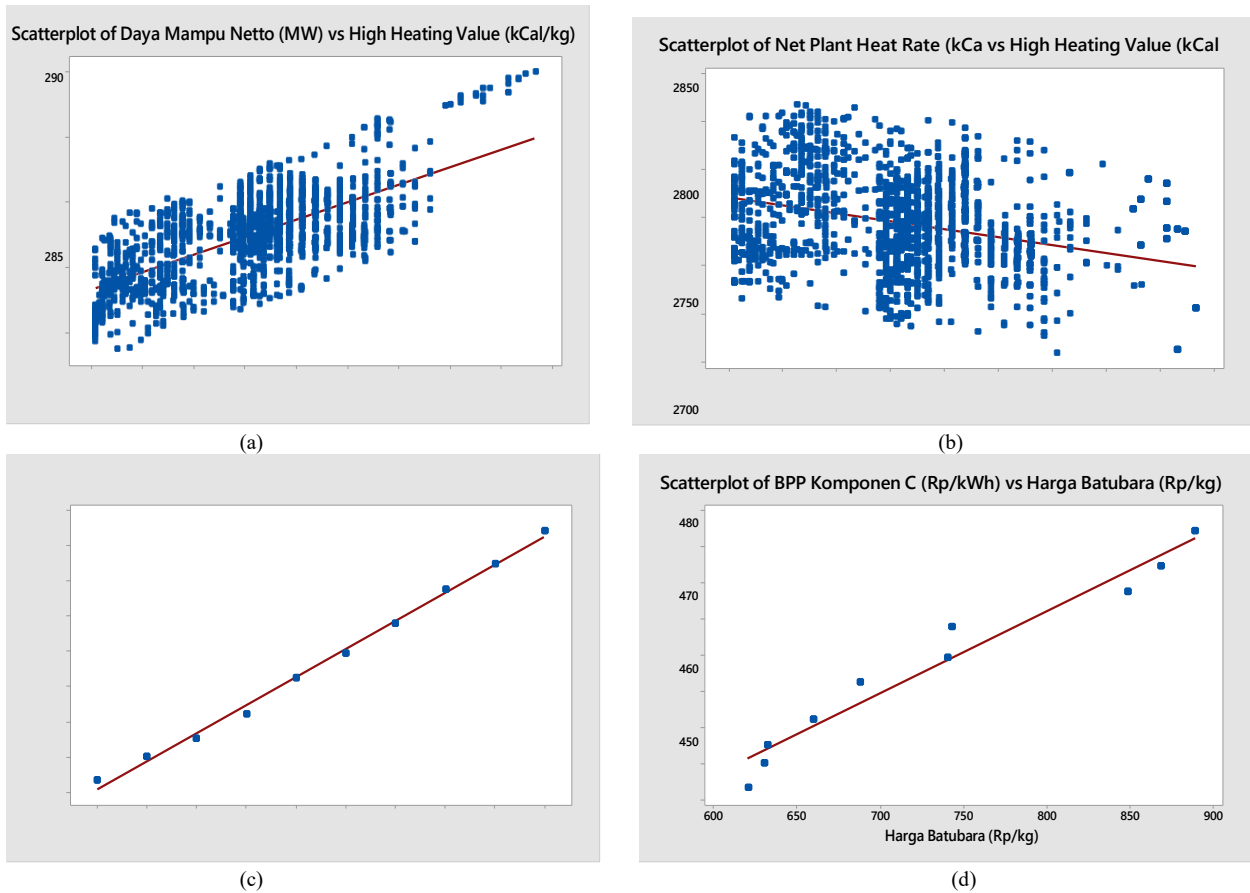 Scatterplot of Daya Mampu Netto (MW) vs High Heating Value (kCal/kg)
290
285
(a)
Scatterplot of Net Plant Heat Rate (kCa vs High Heating Value (kCal
2850
2800
2750
2700
(b)
(c)
Scatterplot of BPP Komponen C (Rp/kWh) vs Harga Batubara (Rp/kg)
480
470
460
450
600 650 700 750 800 850 900
Harga Batubara (Rp/kg)
(d)